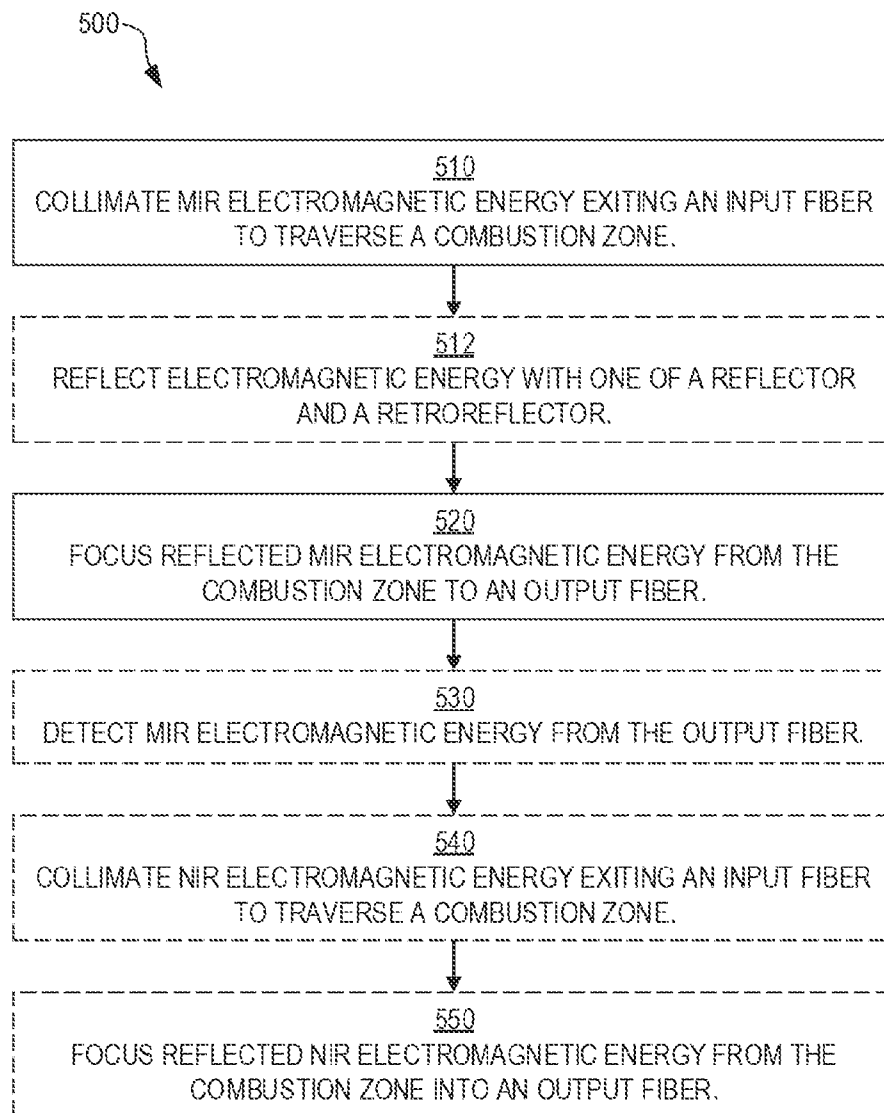 500
510
COLLIMATE MIR ELECTROMAGNETIC ENERGY EXITING AN INPUT FIBER
TO TRAVERSE A COMBUSTION ZONE.
512
REFLECT ELECTROMAGNETIC ENERGY WITH ONE OF A REFLECTOR
AND A RETROREFLECTOR.
520
FOCUS REFLECTED MIR ELECTROMAGNETIC ENERGY FROM THE
COMBUSTION ZONE TO AN OUTPUT FIBER.
530
DETECT MIR ELECTROMAGNETIC ENERGY FROM THE OUTPUT FIBER.
540
COLLIMATE NIR ELECTROMAGNETIC ENERGY EXITING AN INPUT FIBER
TO TRAVERSE A COMBUSTION ZONE.
550
FOCUS REFLECTED NIR ELECTROMAGNETIC ENERGY FROM THE
COMBUSTION ZONE INTO AN OUTPUT FIBER.